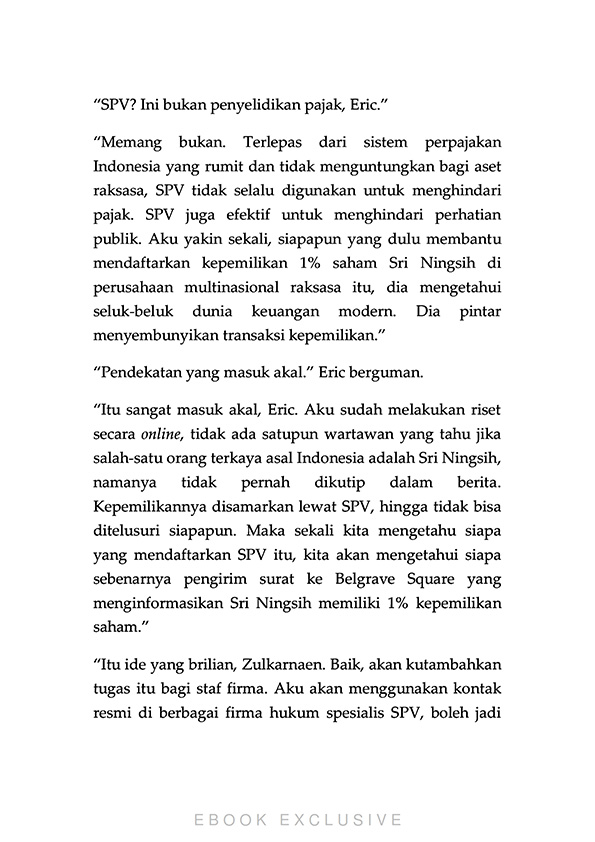 “SPV? Ini bukan penyelidikan pajak, Eric.”
“Memang bukan. Terlepas dari sistem perpajakan
Indonesia yang rumit dan tidak menguntungkan bagi aset
raksasa, SPV tidak selalu digunakan untuk menghindari
pajak. SPV juga efektif untuk menghindari perhatian
publik. Aku yakin sekali, siapapun yang dulu membantu
mendaftarkan kepemilikan 1% saham Sri Ningsih di
perusahaan multinasional raksasa itu, dia mengetahui
seluk-beluk dunia keuangan modern. Dia pintar
menyembunyikan transaksi kepemilikan.”
“Pendekatan yang masuk akal.” Eric berguman.
“Itu sangat masuk akal, Eric. Aku sudah melakukan riset
secara online, tidak ada satupun wartawan yang tahu jika
salah-satu orang terkaya asal Indonesia adalah Sri Ningsih,
namanya tidak pernah dikutip dalam berita.
Kepemilikannya disamarkan lewat SPV, hingga tidak bisa
ditelusuri siapapun. Maka sekali kita mengetahu siapa
yang mendaftarkan SPV itu, kita akan mengetahui siapa
sebenarnya pengirim surat ke Belgrave Square yang
menginformasikan Sri Ningsih memiliki 1% kepemilikan
saham.”
“Itu ide yang brilian, Zulkarnaen. Baik, akan kutambahkan
tugas itu bagi staf firma. Aku akan menggunakan kontak
resmi di berbagai firma hukum spesialis SPV, boleh jadi
EBOOK EXCLUSIVE